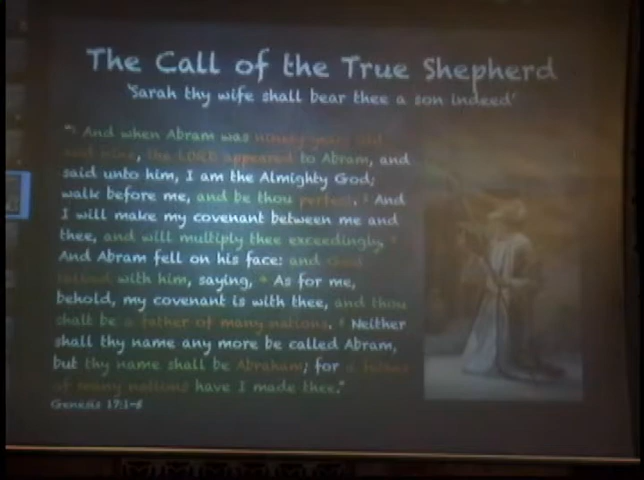 The Call of the True Shepherd
'Sarah thy wife shall bear thee a son indeed'
"¹ And when Abram was ninety years old
and nine, the LORD appeared to Abram, and
said unto him, I am the Almighty God;
walk before me, and be thou perfect. ² And
I will make my covenant between me and
thee, and will multiply thee exceedingly. ³
And Abram fell on his face: and God
talked with him, saying, ⁴ As for me,
behold, my covenant is with thee, and thou
shalt be a father of many nations. ⁵ Neither
shall thy name any more be called Abram,
but thy name shall be Abraham; for a father
of many nations have I made thee."
Genesis 17:1-5